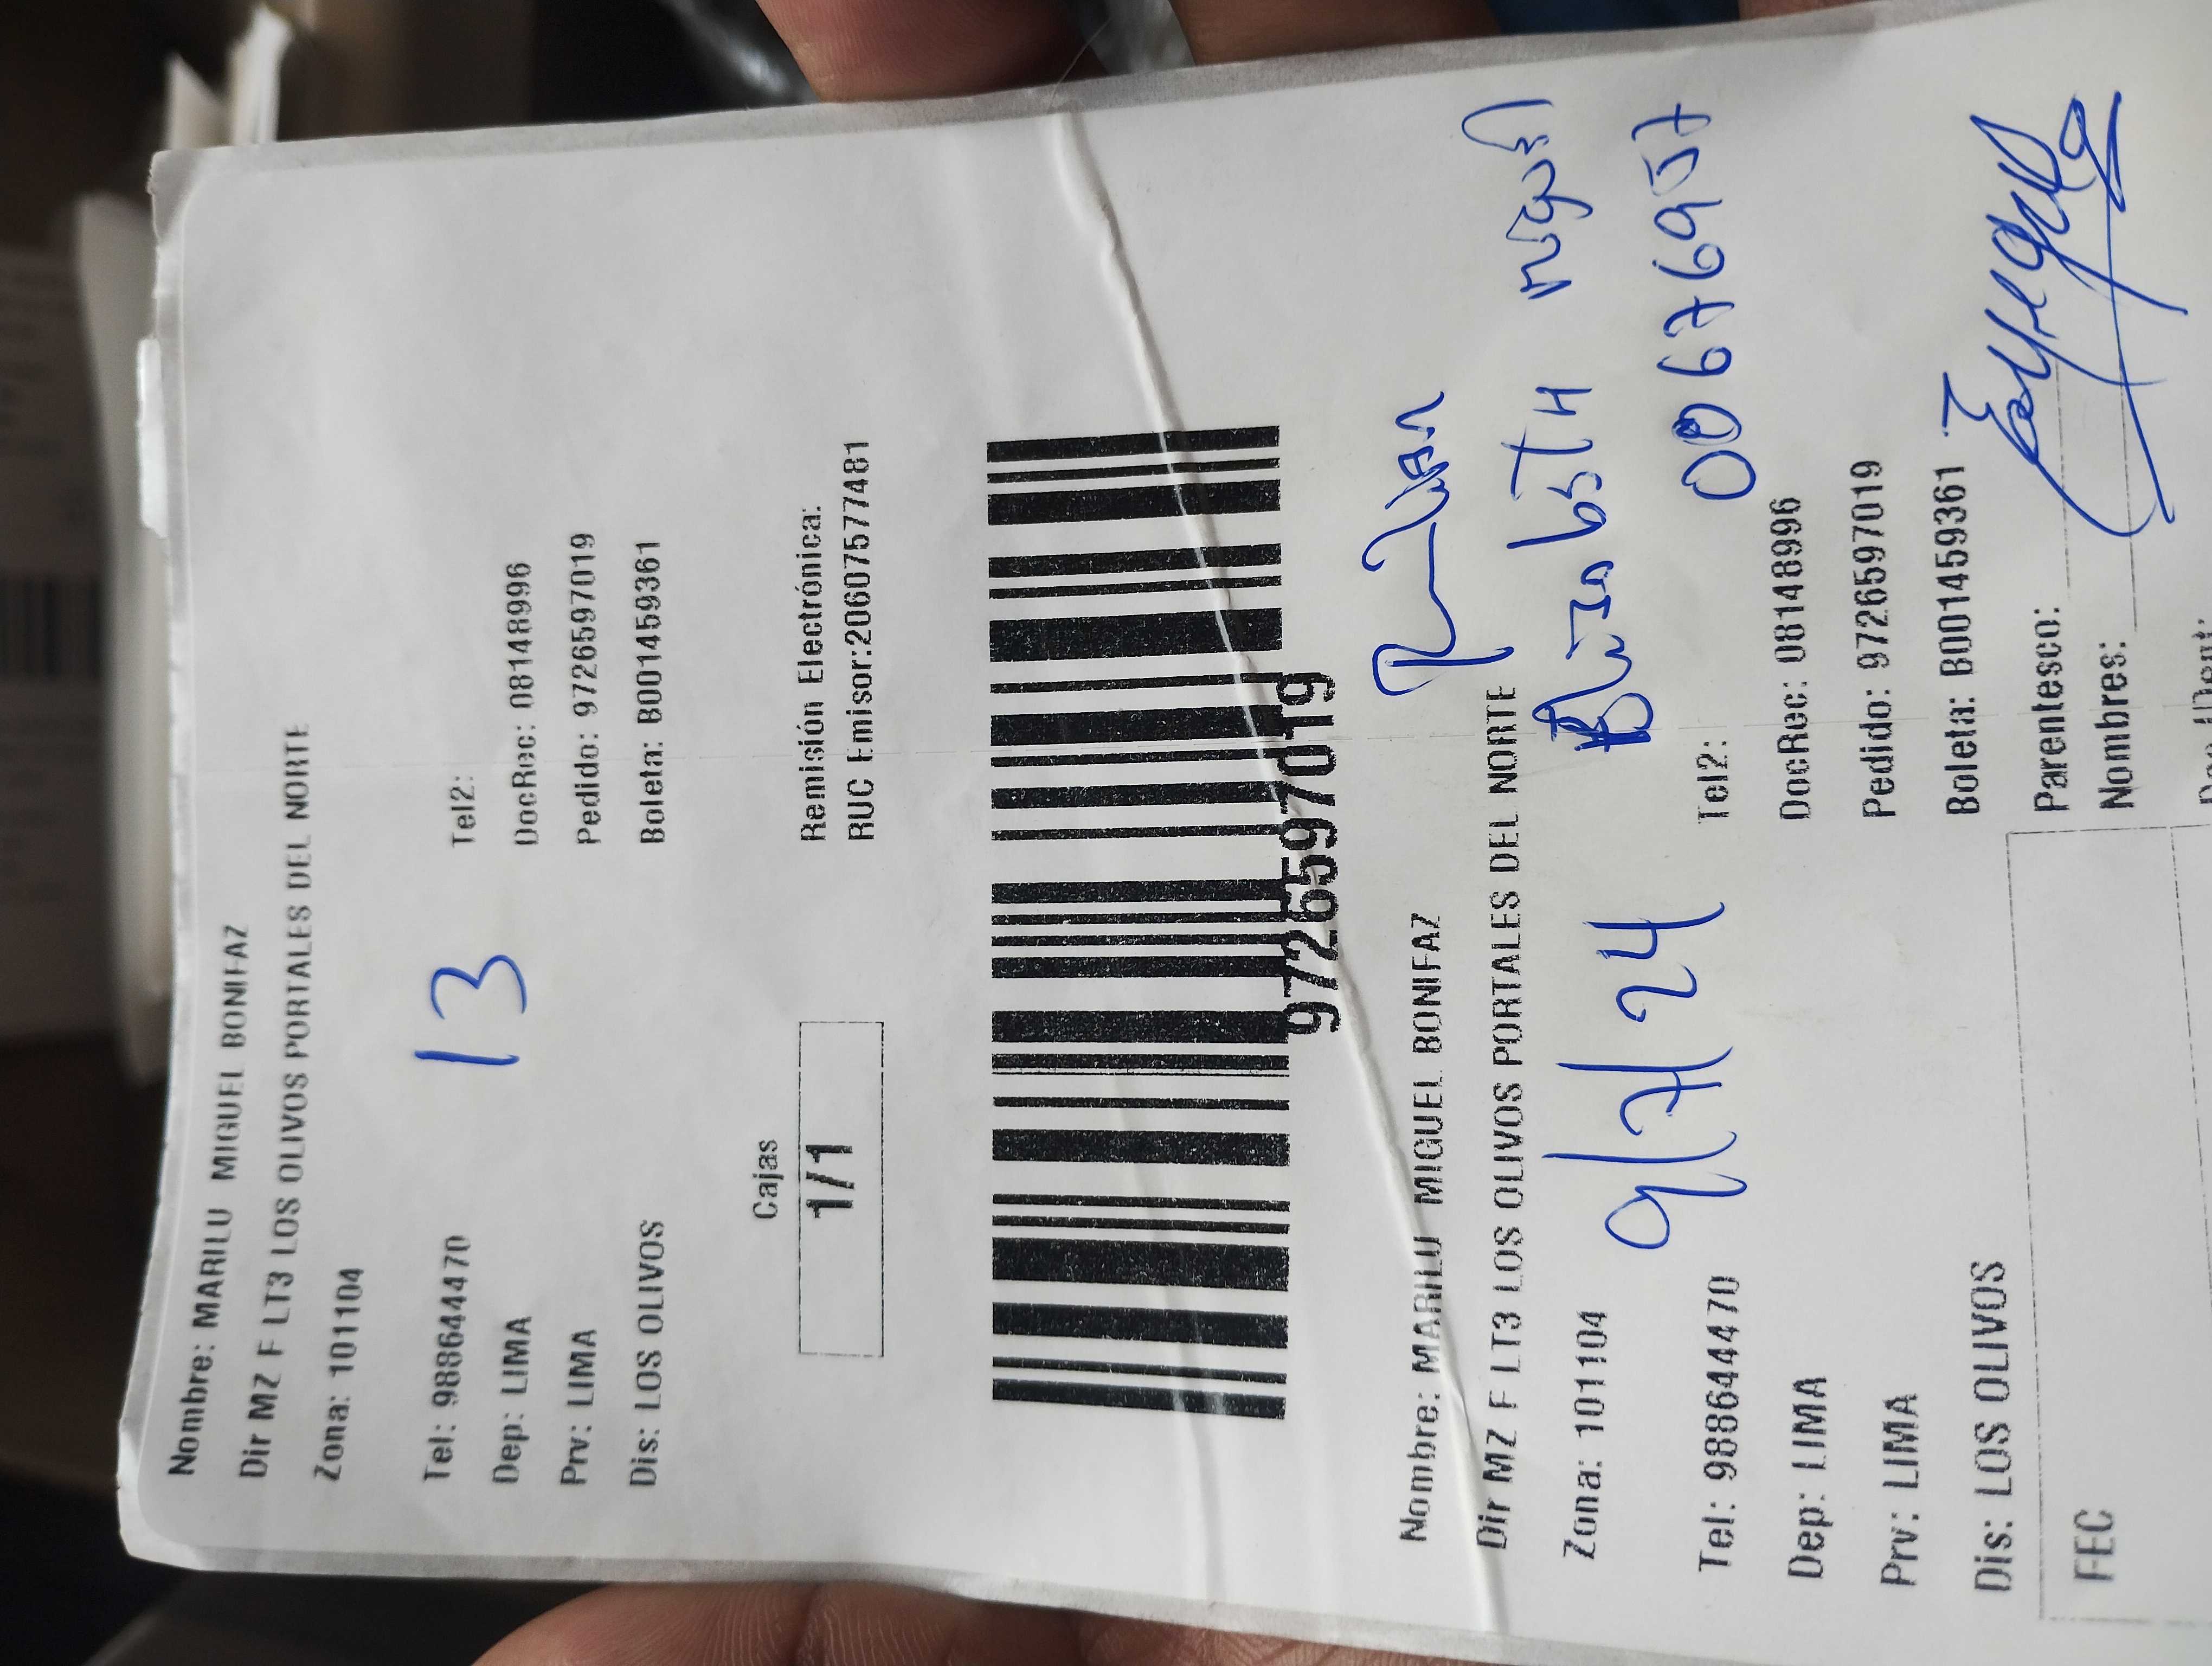 Nombre: MARILU MIGUEL BONIFAZ
Dir MZ F LT3 LOS OLIVOS PORTALES DEL NORTE
Zona: 101104
13
Tel: 988644470
Tel2:
Dep: LIMA
DocRec: 08148996
Prv: LIMA
Pedido: 9726597019
Dis: LOS OLIVOS
Boleta: B001459361
Cajas
1/1
Remisión Electrónica:
RUC Emisor:20607577481
9726597019
Nombre: MARILU MIGUEL BONIFAZ
Dir MZ F LT3 LOS OLIVOS PORTALES DEL NORTE
Zona: 101104
9/7/24
Tel: 988644470
Tel2:
Dep: LIMA
DocRec: 08148996
Prv: LIMA
Pedido: 9726597019
Dis: LOS OLIVOS
Boleta: B001459361
Parentesco:
Nombres:
FEC